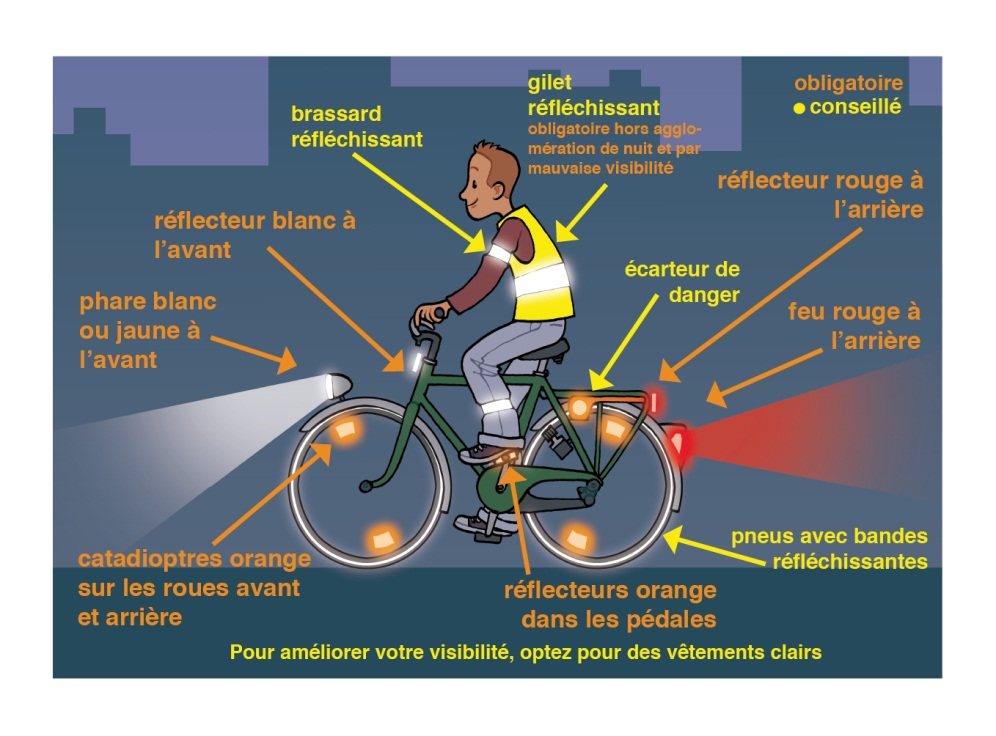 gilet
réfléchissant
obligatoire hors agglo-
mération de nuit et par
mauvaise visibilité
obligatoire
conseillé
brassard
réfléchissant
réflecteur rouge à
l'arrière
réflecteur blanc à
l'avant
écarteur de
danger
phare blanc
ou jaune à
l'avant
feu rouge à
l'arrière
catadioptres orange
sur les roues avant
et arrière
pneus avec bandes
réfléchissantes
réflecteurs orange
dans les pédales
Pour améliorer votre visibilité, optez pour des vêtements clairs